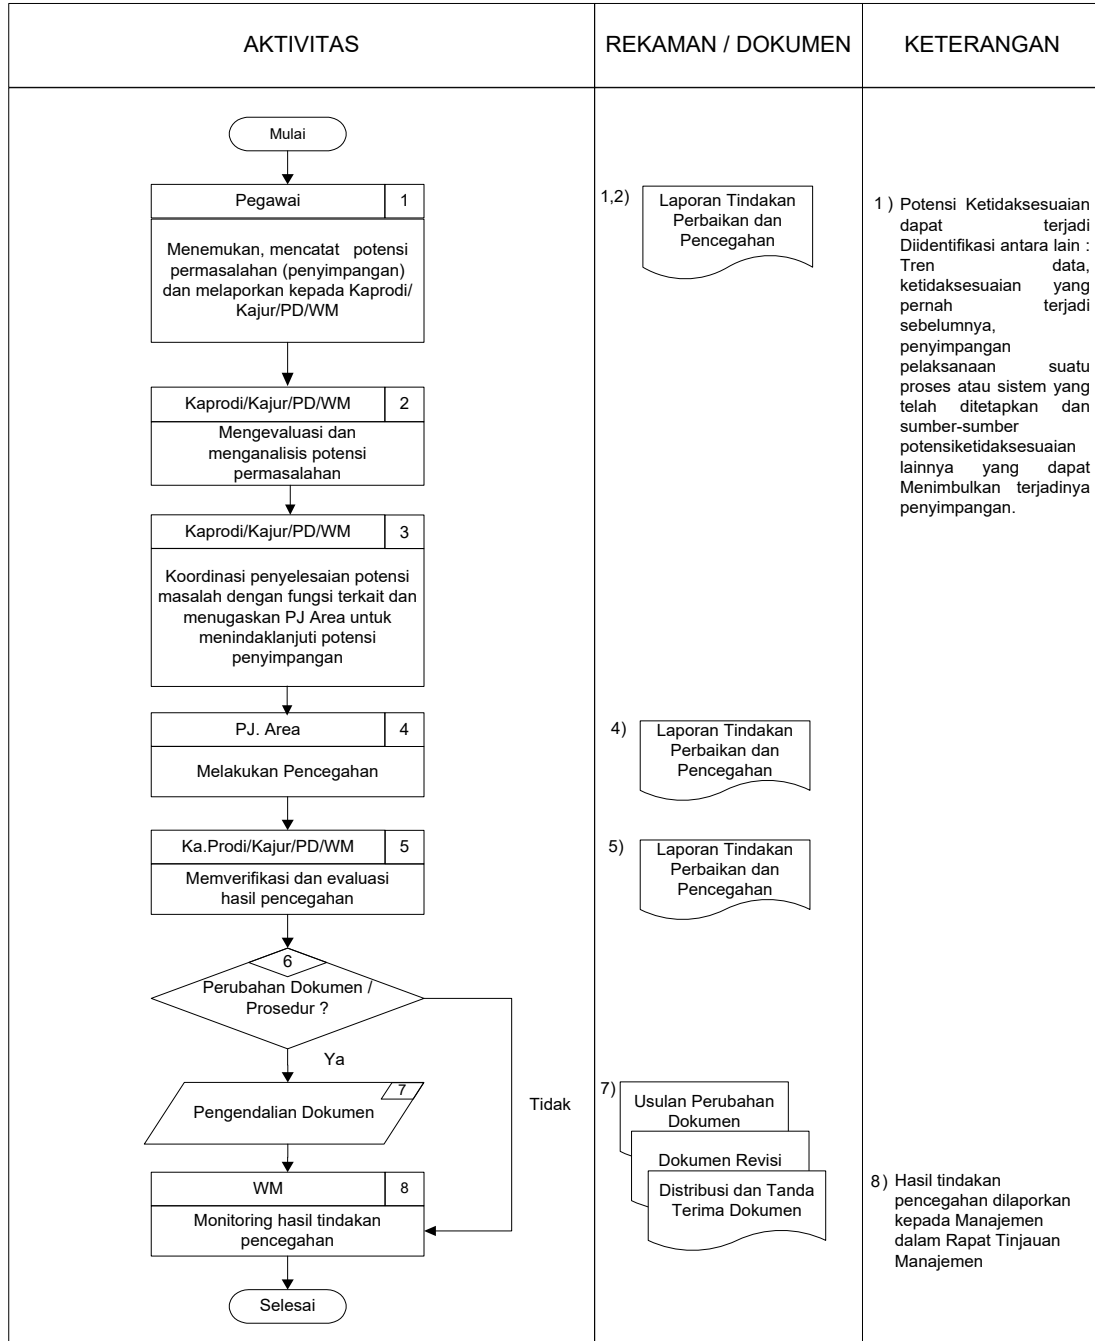 AKTIVITAS
REKAMAN / DOKUMEN
KETERANGAN
Mulai
Pegawai
1
Menemukan, mencatat potensi
permasalahan (penyimpangan)
dan melaporkan kepada Kaprodi/
Kajur/PD/WM
1,2)
Laporan Tindakan
Perbaikan dan
Pencegahan
1 ) Potensi Ketidaksesuaian
dapat terjadi
Diidentifikasi antara lain :
Tren data,
ketidaksesuaian yang
pernah terjadi
sebelumnya,
penyimpangan
pelaksanaan suatu
proses atau sistem yang
telah ditetapkan dan
sumber-sumber
potensiketidaksesuaian
lainnya yang dapat
Menimbulkan terjadinya
penyimpangan.
Kaprodi/Kajur/PD/WM
2
Mengevaluasi dan
menganalisis potensi
permasalahan
Kaprodi/Kajur/PD/WM
3
Koordinasi penyelesaian potensi
masalah dengan fungsi terkait dan
menugaskan PJ Area untuk
menindaklanjuti potensi
penyimpangan
PJ. Area
4
Melakukan Pencegahan
4)
Laporan Tindakan
Perbaikan dan
Pencegahan
Ka.Prodi/Kajur/PD/WM
5
Memverifikasi dan evaluasi
hasil pencegahan
5)
Laporan Tindakan
Perbaikan dan
Pencegahan
6
Perubahan Dokumen /
Prosedur ?
Ya
Tidak
7
Pengendalian Dokumen
7)
Usulan Perubahan
Dokumen
Dokumen Revisi
Distribusi dan Tanda
Terima Dokumen
WM
8
Monitoring hasil tindakan
pencegahan
8 ) Hasil tindakan
pencegahan dilaporkan
kepada Manajemen
dalam Rapat Tinjauan
Manajemen
Selesai